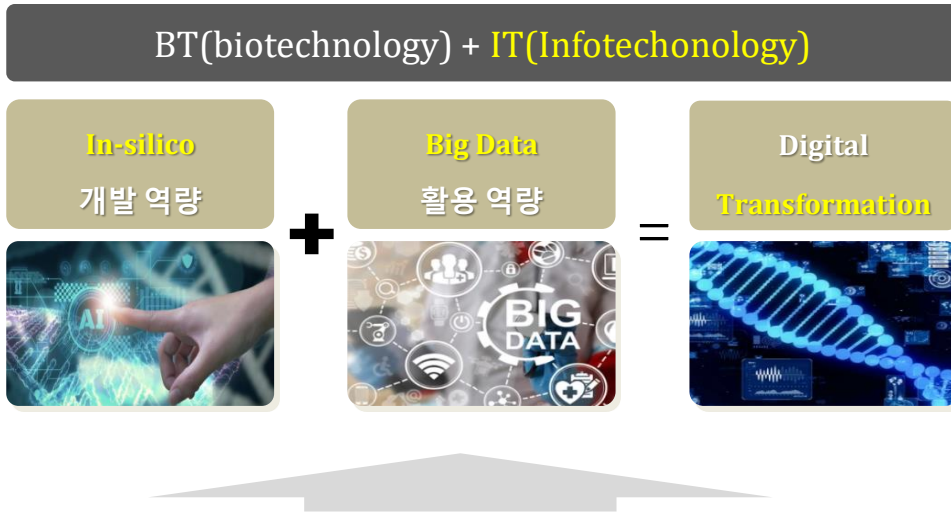 BT(biotechnology) + IT(Infotechonology)
In-silico
개발 역량
Big Data
활용 역량
Digital
Transformation
AI
BIG
DATA